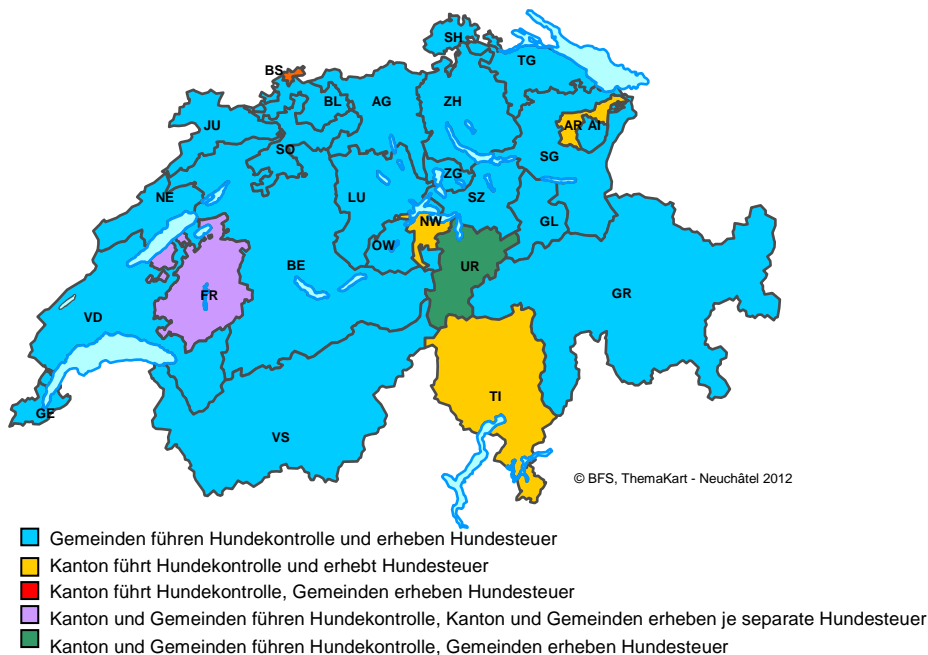 SH
BS
TG
BL
AG
ZH
JU
AR
AI
SO
SG
ZG
NE
LU
SZ
NW
GL
OW
BE
UR
FR
GR
VD
TI
GE
VS
© BFS, ThemaKart - Neuchâtel 2012
Gemeinden führen Hundekontrolle und erheben Hundesteuer
Kanton führt Hundekontrolle und erhebt Hundesteuer
Kanton führt Hundekontrolle, Gemeinden erheben Hundesteuer
Kanton und Gemeinden führen Hundekontrolle, Kanton und Gemeinden erheben je separate Hundesteuer
Kanton und Gemeinden führen Hundekontrolle, Gemeinden erheben Hundesteuer